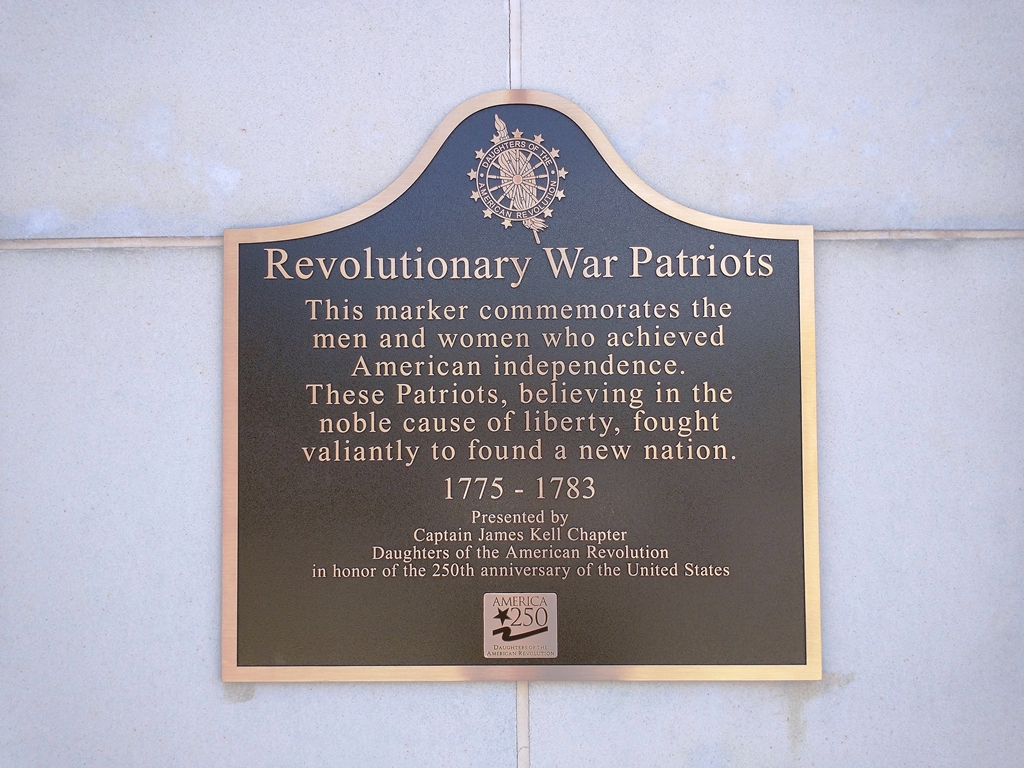 DAUGHTERS OF THE
AMERICAN REVOLUTION
Revolutionary War Patriots
This marker commemorates the
men and women who achieved
American independence.
These Patriots, believing in the
noble cause of liberty, fought
valiantly to found a new nation.
1775 - 1783
Presented by
Captain James Kell Chapter
Daughters of the American Revolution
in honor of the 250th anniversary of the United States
AMERICA
250
DAUGHTERS OF THE
AMERICAN REVOLUTION